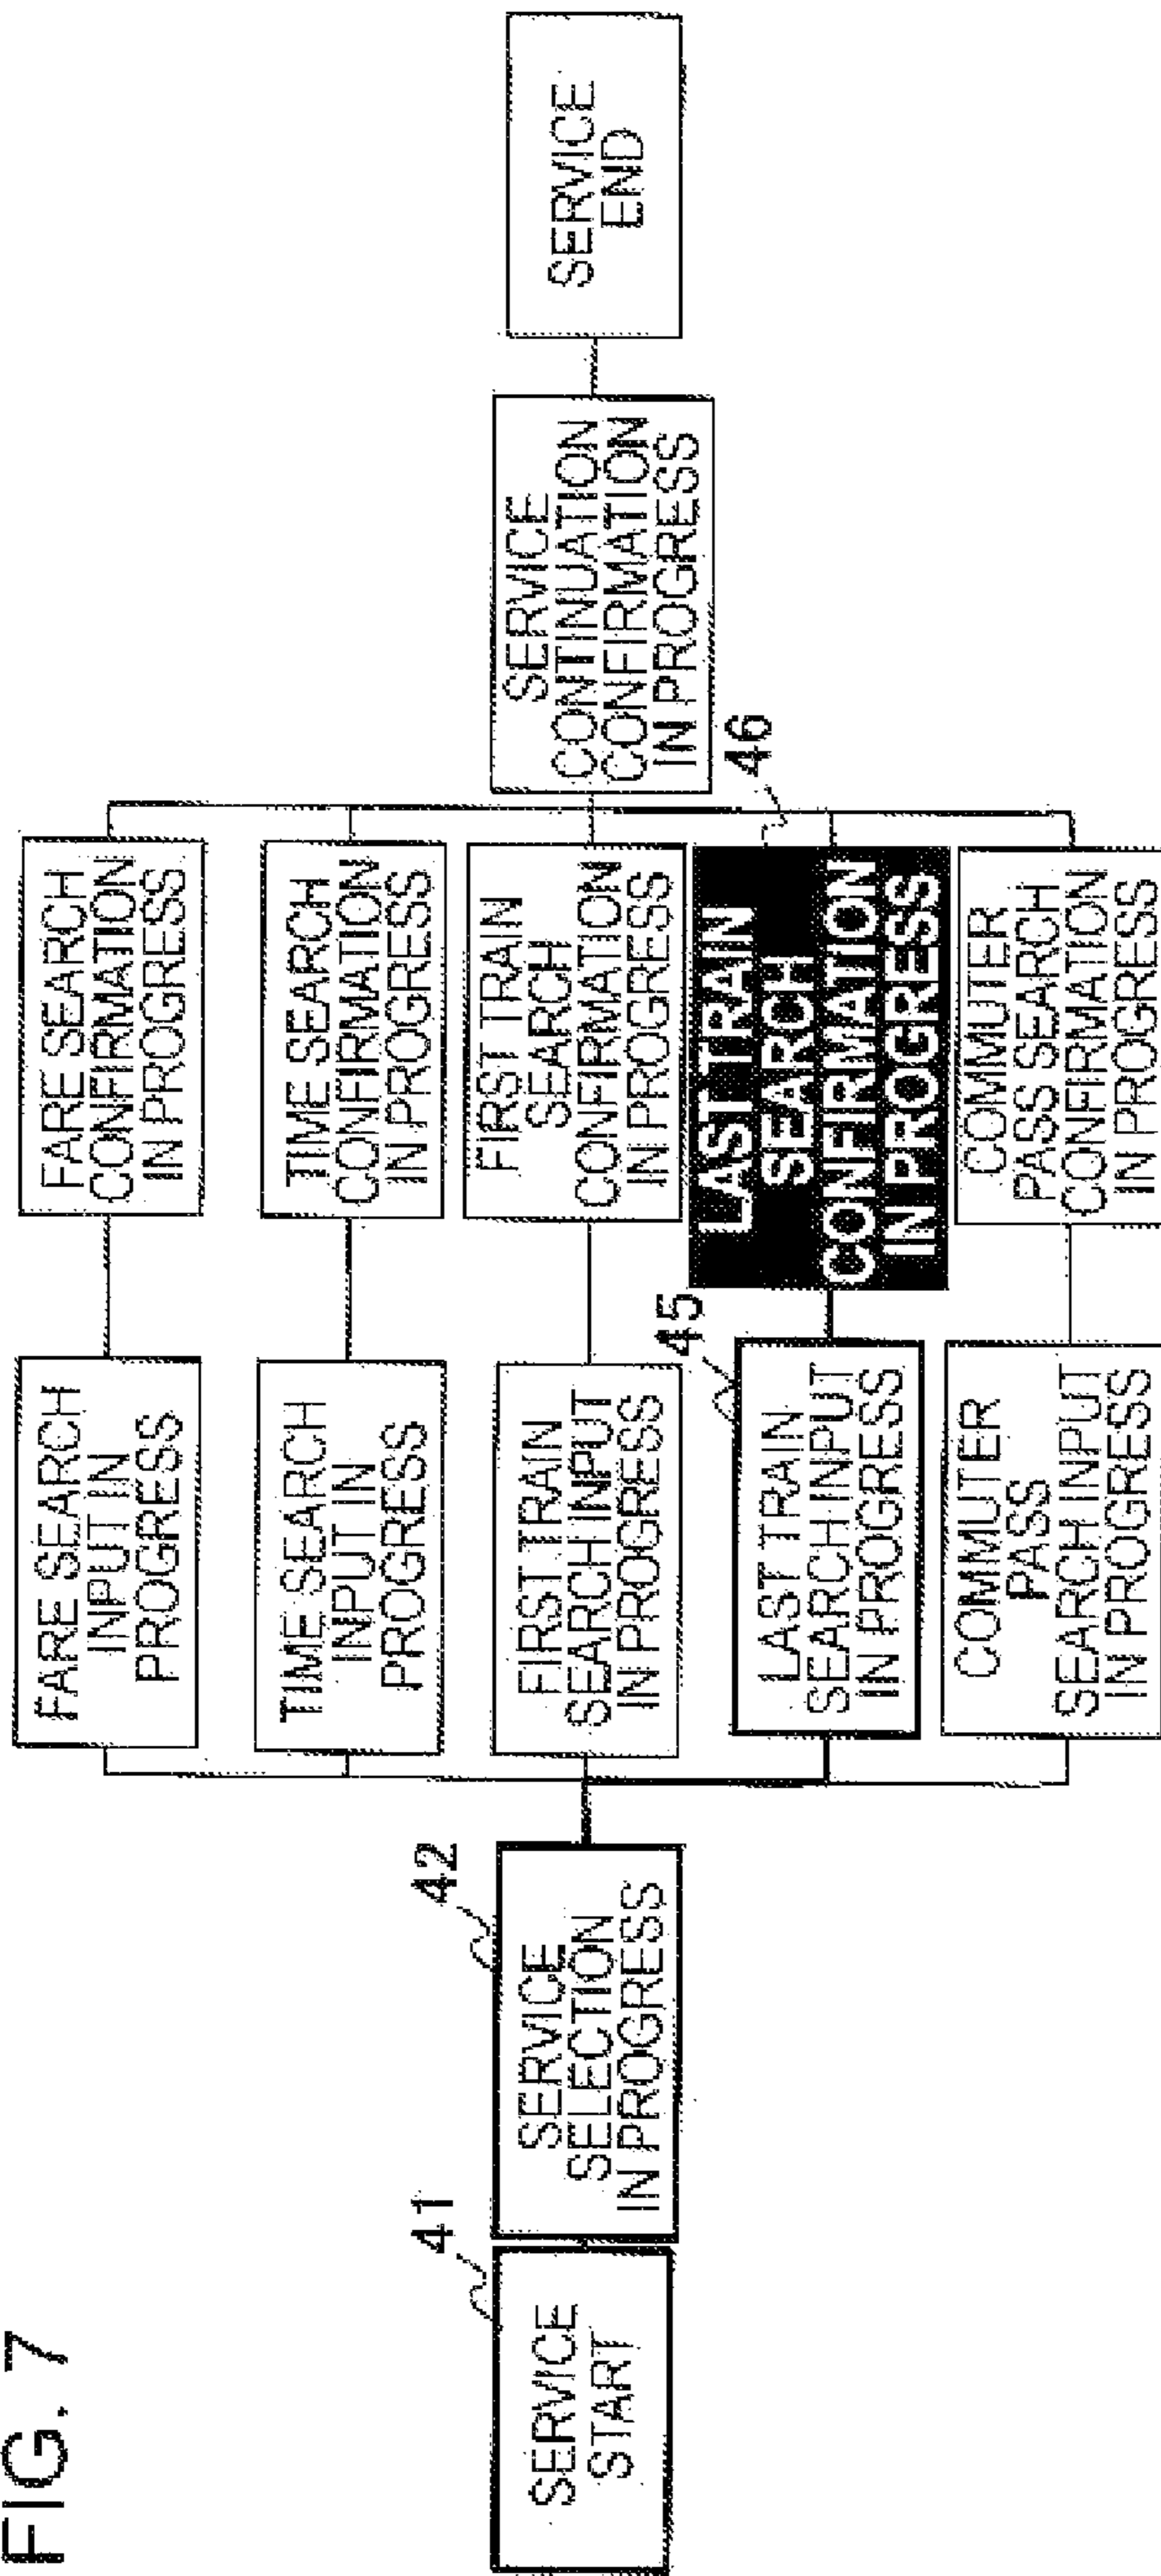 FIG. 7
41
SERVICE
START
42
SERVICE
SELECTION
IN PROGRESS
FARE SEARCH
INPUT IN
PROGRESS
TIME SEARCH
INPUT IN
PROGRESS
FIRST TRAIN
SEARCH INPUT
IN PROGRESS
45
LAST TRAIN
SEARCH INPUT
IN PROGRESS
COMMUTER
PASS
SEARCH INPUT
IN PROGRESS
FARE SEARCH
CONFIRMATION
IN PROGRESS
TIME SEARCH
CONFIRMATION
IN PROGRESS
FIRST TRAIN
SEARCH
CONFIRMATION
IN PROGRESS
46
LAST TRAIN
SEARCH
CONFIRMATION
IN PROGRESS
COMMUTER
PASS SEARCH
CONFIRMATION
IN PROGRESS
SERVICE
CONTINUATION
CONFIRMATION
IN PROGRESS
SERVICE
END